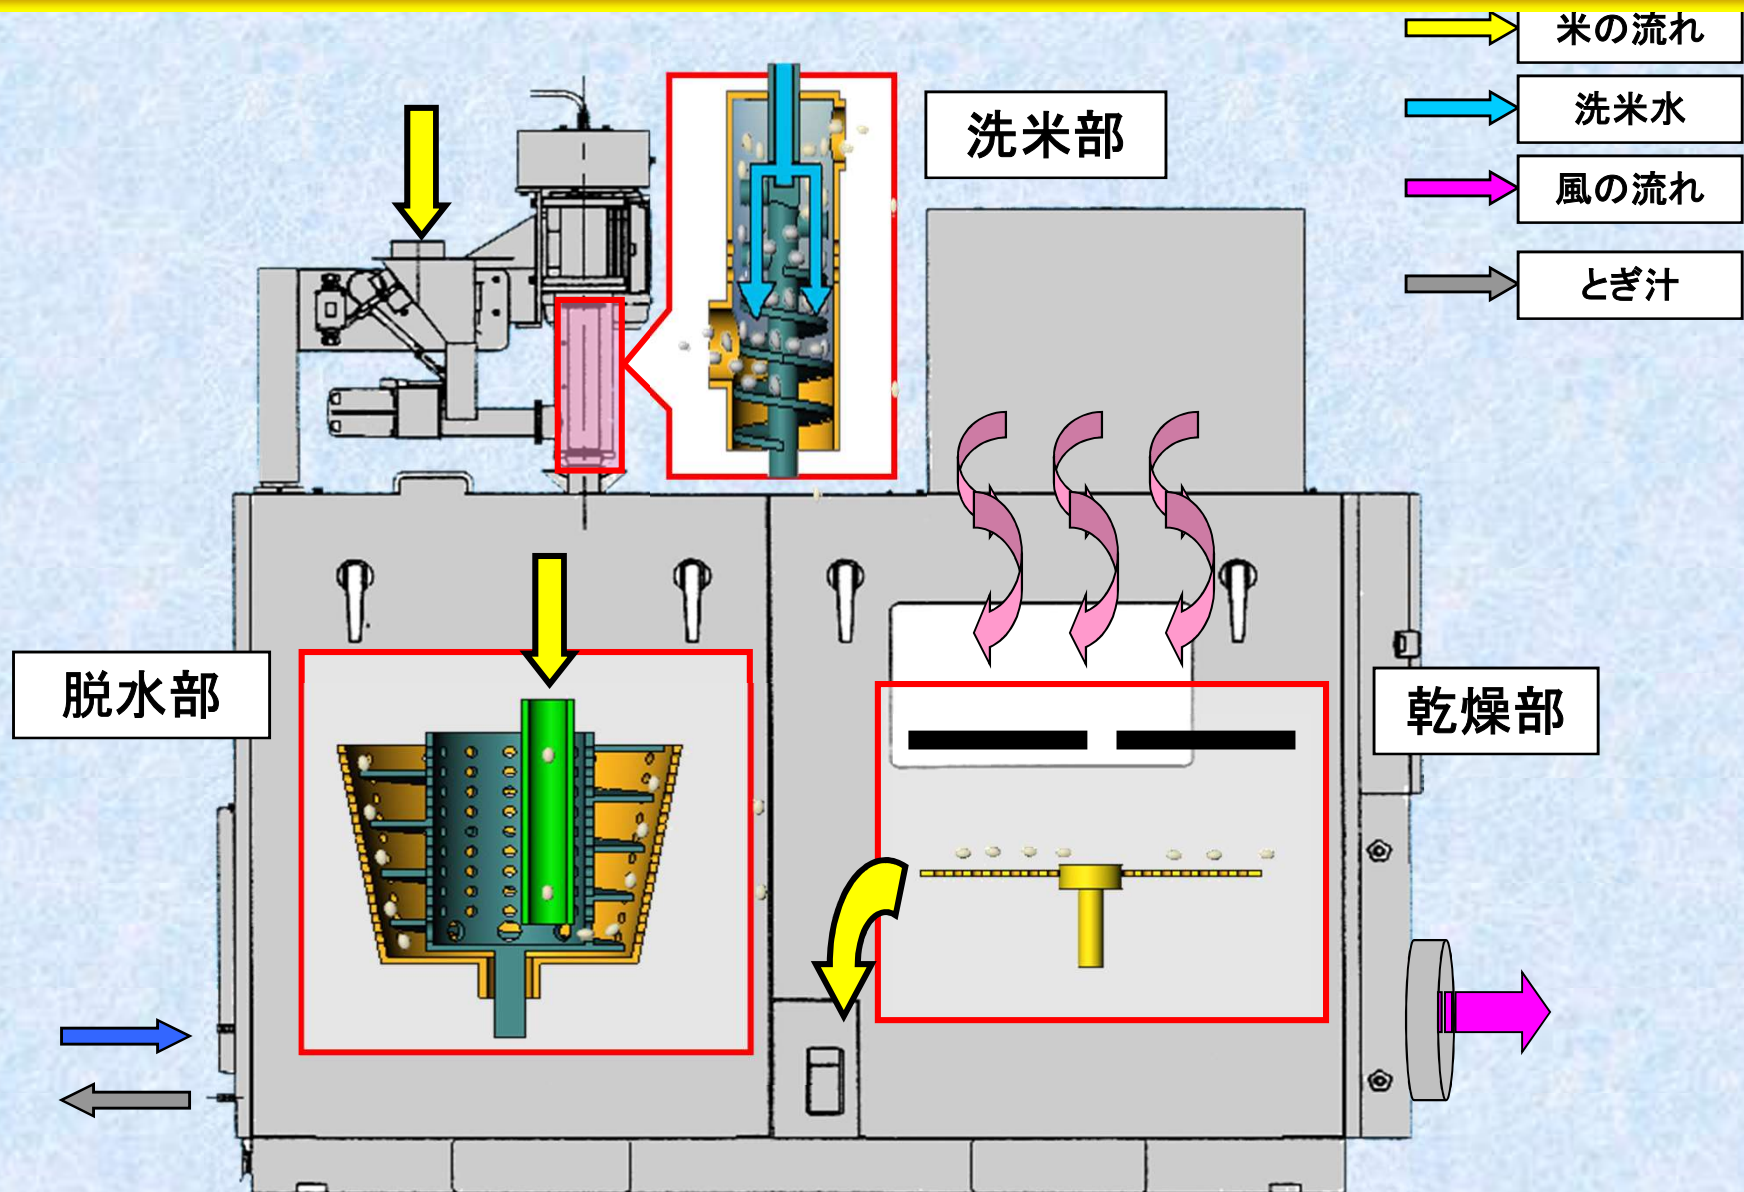 米の流れ
洗米水
風の流れ
とぎ汁
洗米部
脱水部
乾燥部